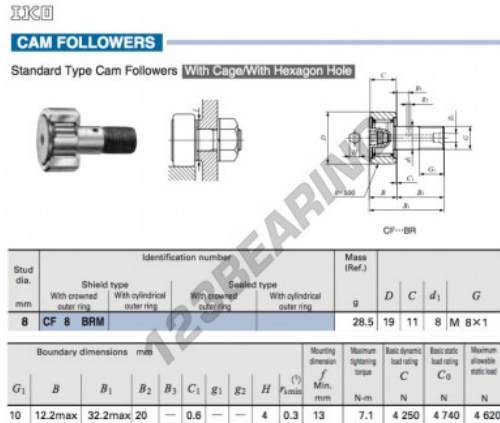 IKO
CAM FOLLOWERS
Standard Type Cam Followers With Cage/With Hexagon Hole
C
B₁
B₂
D
G
G₁
C₁
R=500
B
B₂
B₁
CF···BR
123BEARING
Stud dia. mm
Identification number
Mass (Ref.) g
Shield type
Sealed type
With crowned outer ring
With cylindrical outer ring
With crowned outer ring
With cylindrical outer ring
D C d₁ G
8 CF 8 BRM 28.5 19 11 8 M 8×1
Boundary dimensions mm
Mounting dimension f Min. mm
Maximum tightening torque N-m
Basic dynamic load rating C N
Basic static load rating C₀ N
Maximum allowable static load N
G₁ B B₁ B₂ B₃ C₁ g₁ g₂ H rₛ min(¹)
10 12.2max 32.2max 20 — 0.6 — — 4 0.3 13 7.1 4 250 4 740 4 620